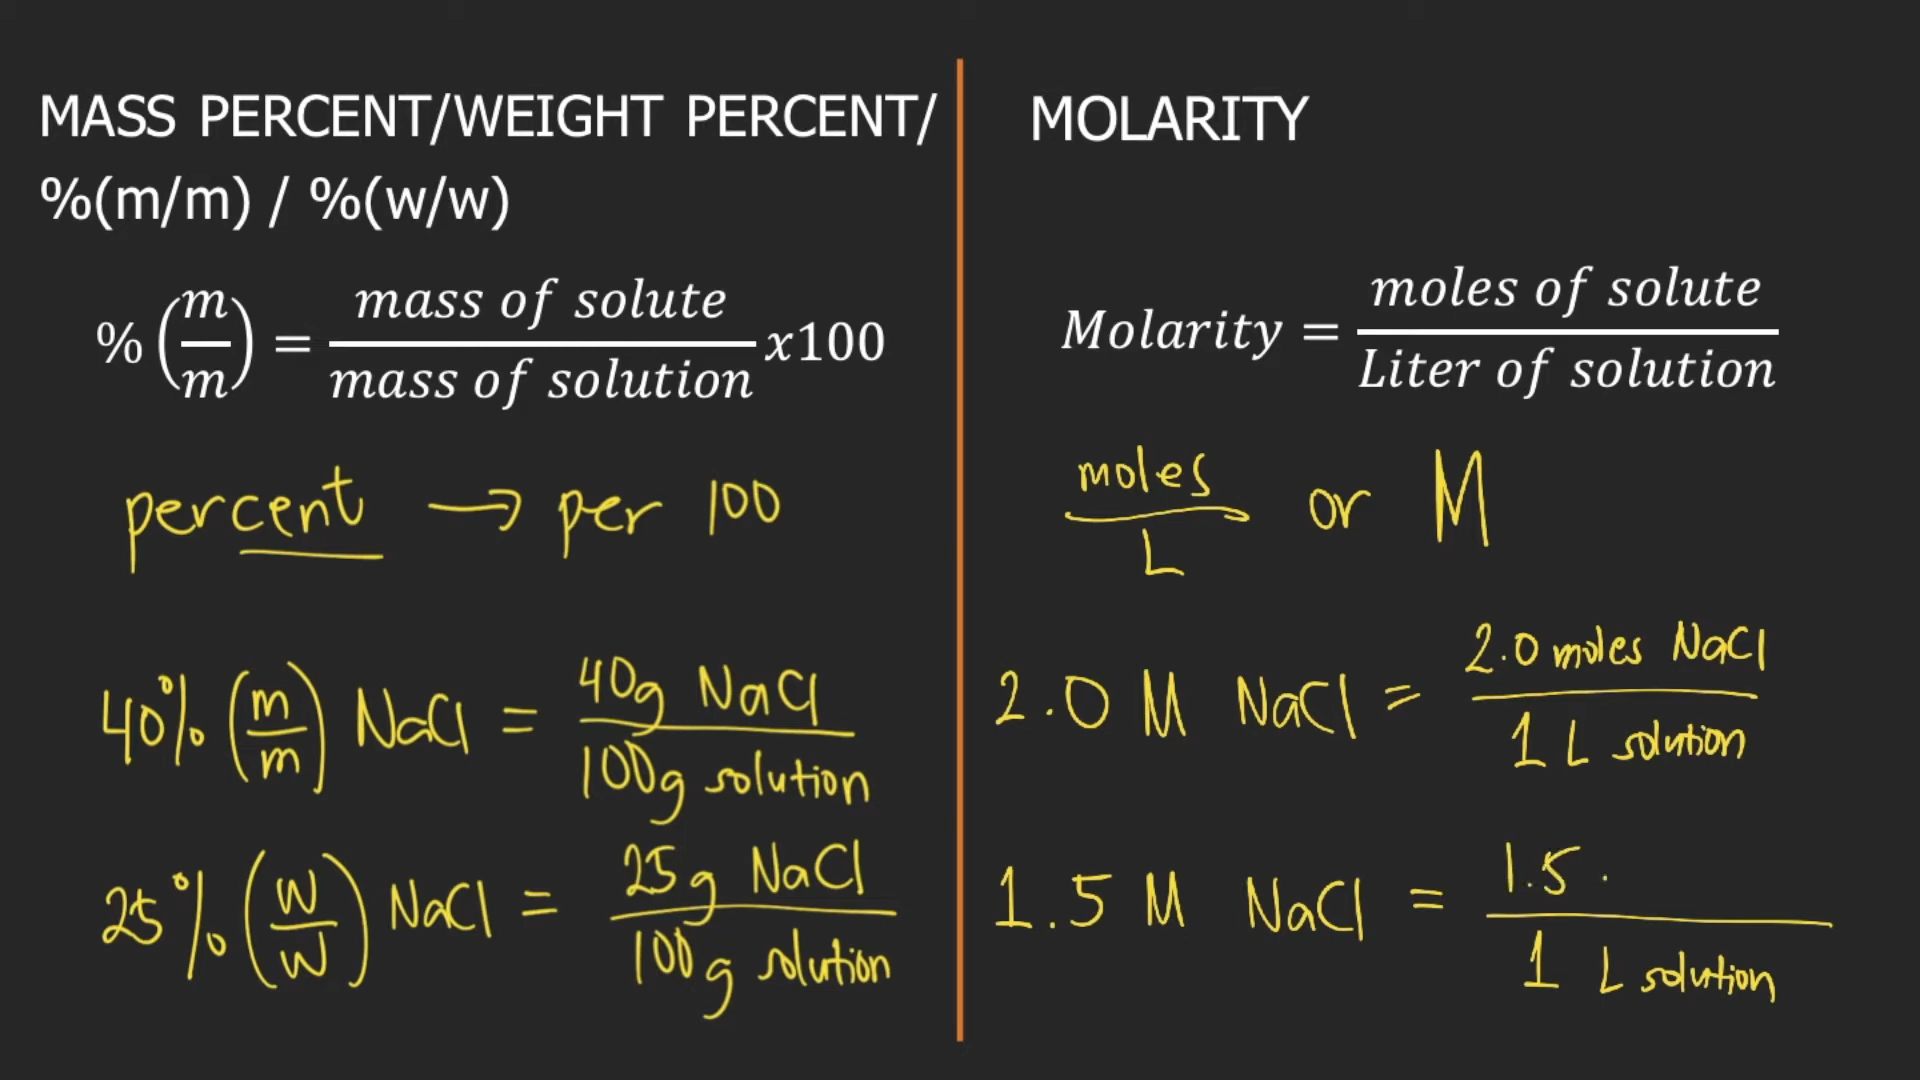 MASS PERCENT/WEIGHT PERCENT/
%(m/m) / %(w/w)
% (m/m) = mass of solute / mass of solution x100
percent → per 100
40% (m/m) NaCl = 40g NaCl / 100g solution
25% (w/w) NaCl = 25g NaCl / 100g solution
MOLARITY
Molarity = moles of solute / Liter of solution
moles / L or M
2.0 M NaCl = 2.0 moles NaCl / 1 L solution
1.5 M NaCl = 1.5 . / 1 L solution